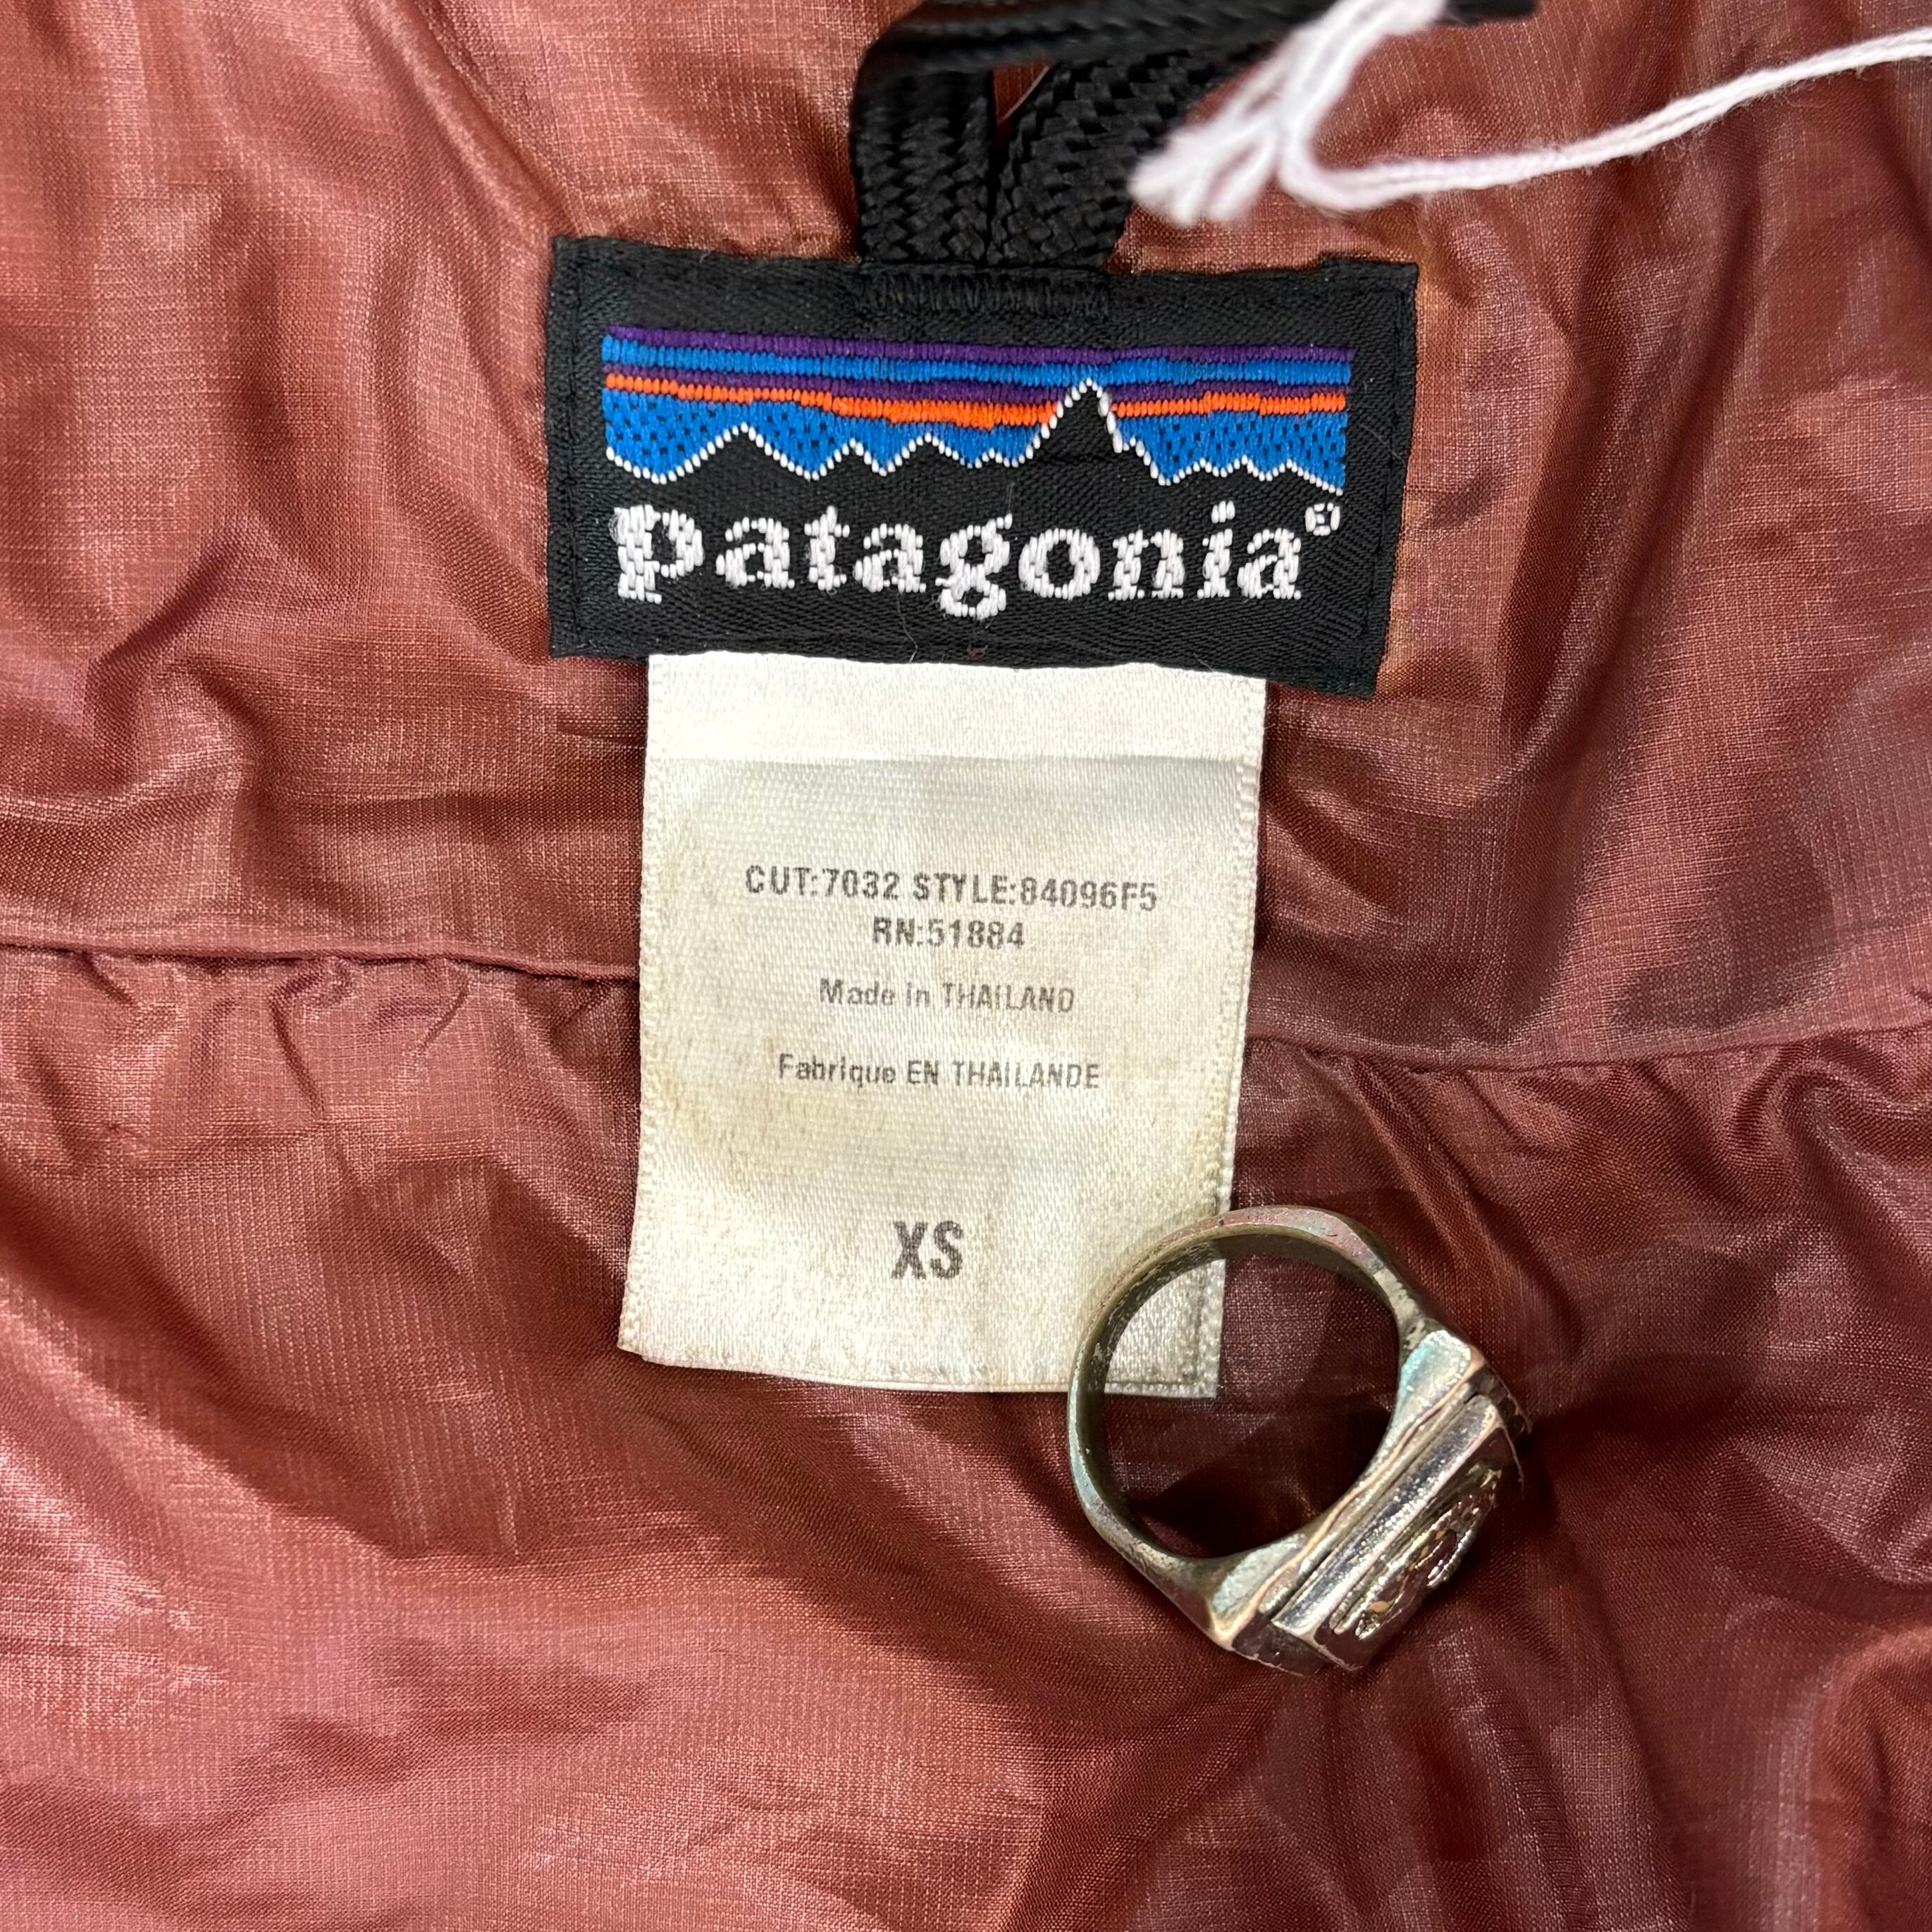 patagonia®
CUT:7032 STYLE:84096F5
RN:51884
Made in THAILAND
Fabrique EN THAILANDE
XS